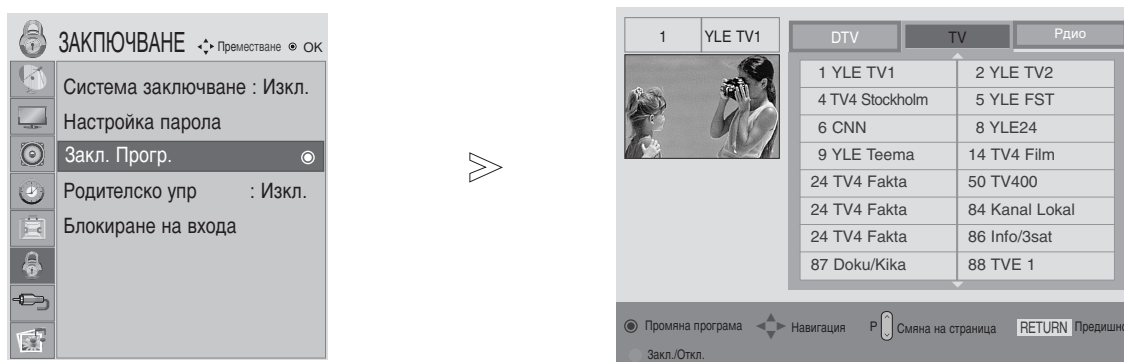 ЗАКЛЮЧВАНЕ Преместване OK
Система заключване : Изкл.
Настройка парола
Закл. Прогр.
Родителско упр : Изкл.
Блокиране на входа
1 YLE TV1
DTV TV Рдио
1 YLE TV1 2 YLE TV2
4 TV4 Stockholm 5 YLE FST
6 CNN 8 YLE24
9 YLE Teema 14 TV4 Film
24 TV4 Fakta 50 TV400
24 TV4 Fakta 84 Kanal Lokal
24 TV4 Fakta 86 Info/3sat
87 Doku/Kika 88 TVE 1
Промяна програма Навигация P Смяна на страница RETURN Предишно
Закл./Откл.